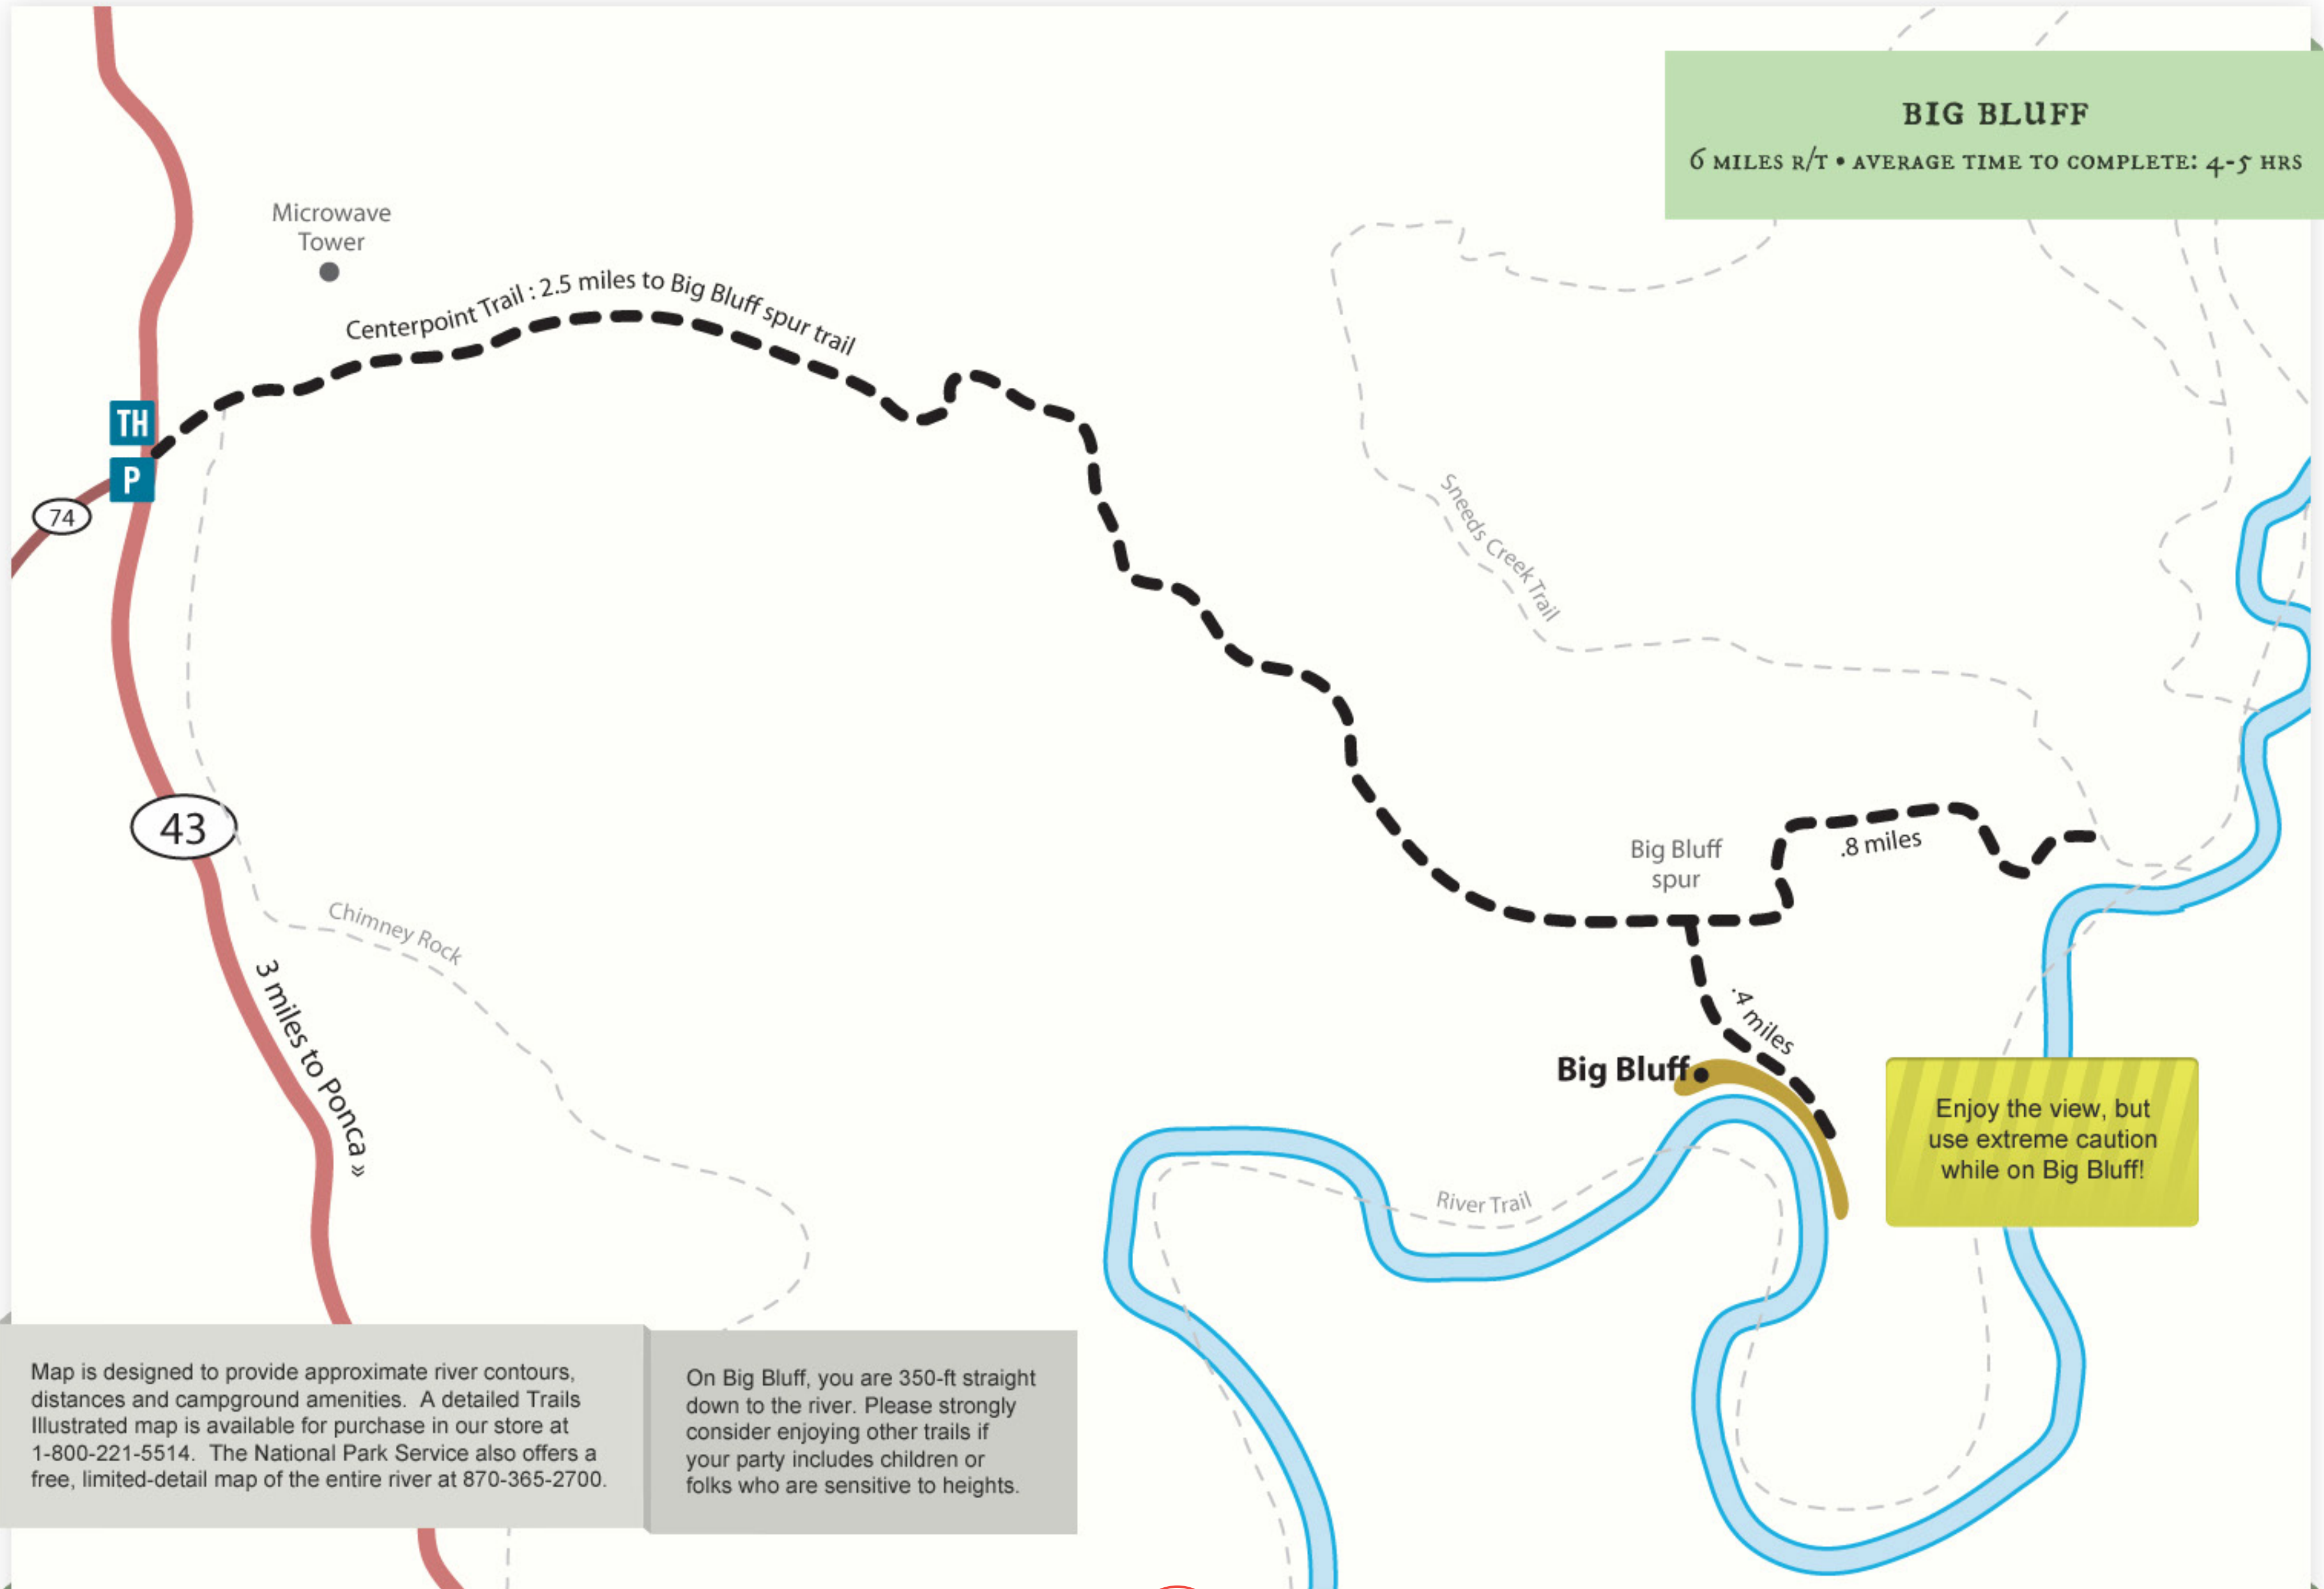 BIG BLUFF
6 MILES R/T • AVERAGE TIME TO COMPLETE: 4-5 HRS
Microwave
Tower
Centerpoint Trail : 2.5 miles to Big Bluff spur trail
TH
P
74
Sneeds Creek Trail
43
Big Bluff
spur
.8 miles
Chimney Rock
3 miles to Ponca »
.4 miles
Big Bluff
Enjoy the view, but
use extreme caution
while on Big Bluff!
River Trail
Map is designed to provide approximate river contours,
distances and campground amenities. A detailed Trails
Illustrated map is available for purchase in our store at
1-800-221-5514. The National Park Service also offers a
free, limited-detail map of the entire river at 870-365-2700.
On Big Bluff, you are 350-ft straight
down to the river. Please strongly
consider enjoying other trails if
your party includes children or
folks who are sensitive to heights.